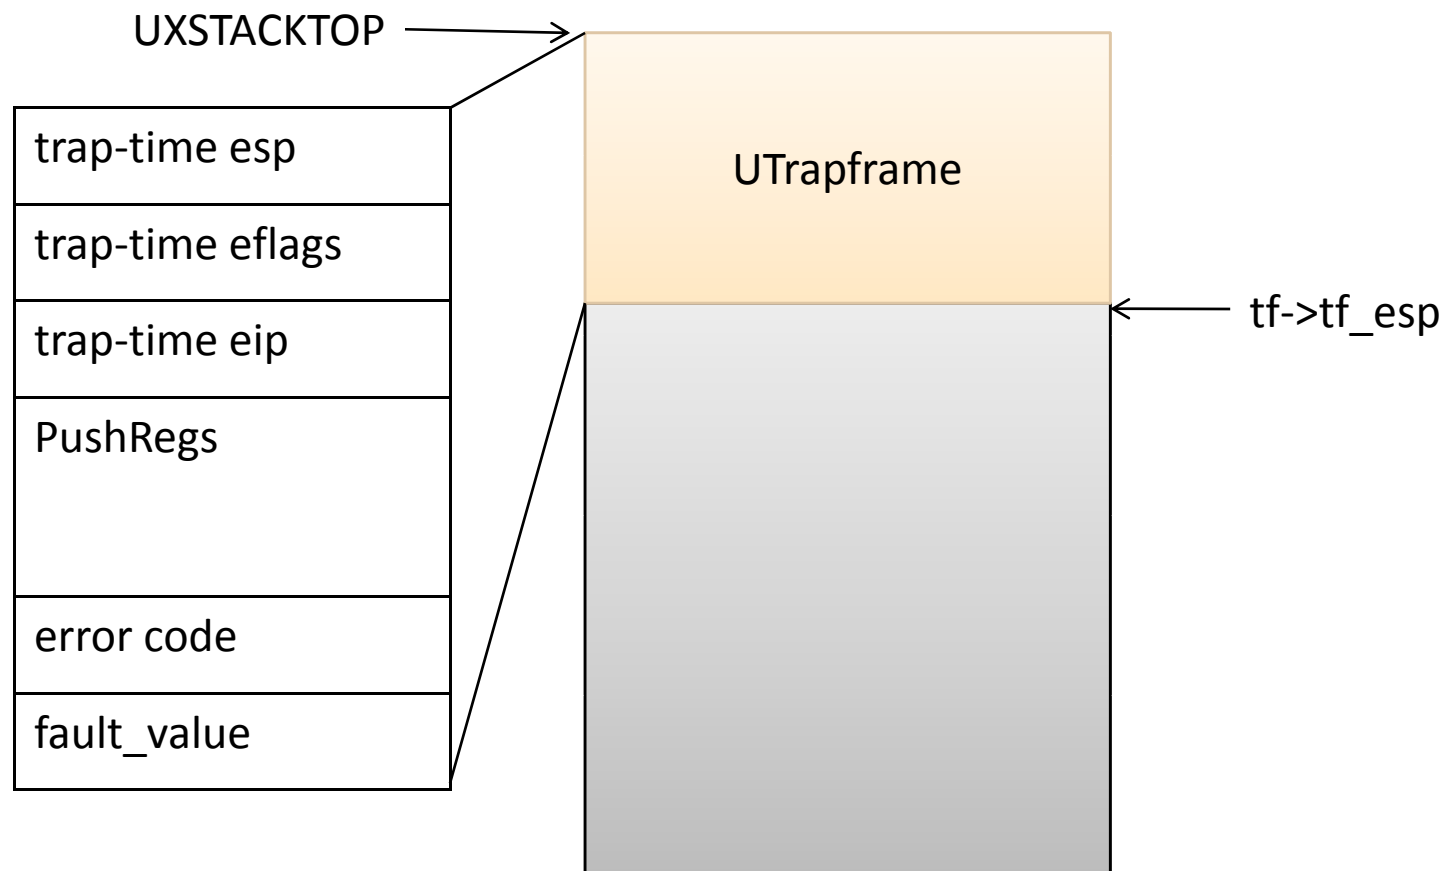 UXSTACKTOP
trap-time esp
trap-time eflags
trap-time eip
PushRegs
error code
fault_value
UTrapframe
tf->tf_esp